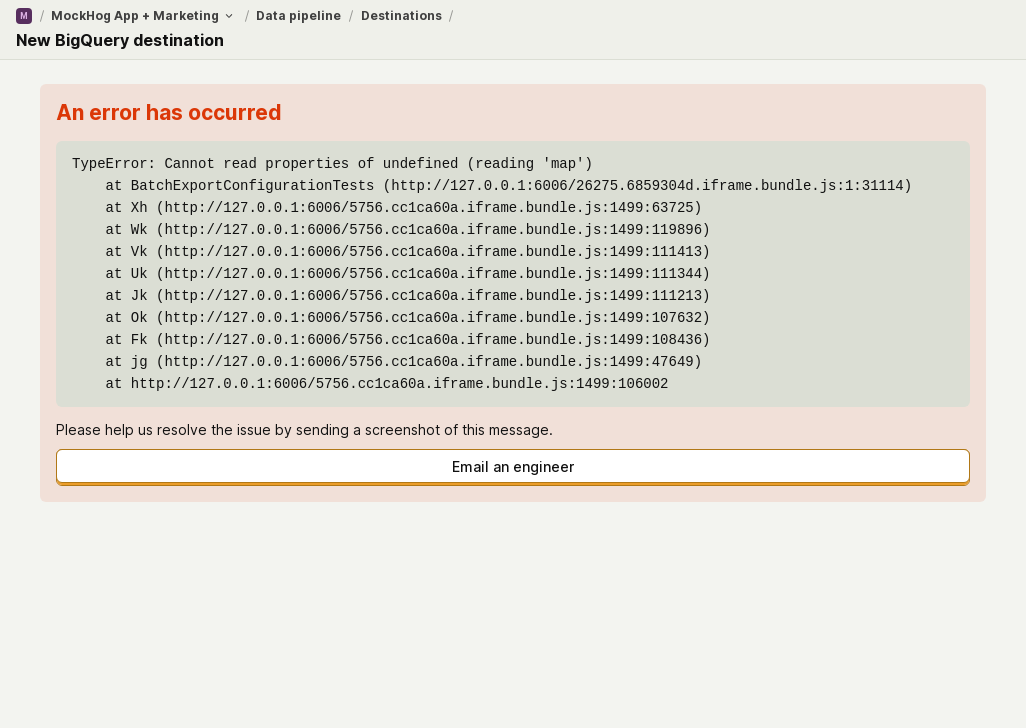 M / MockHog App + Marketing / Data pipeline / Destinations /
New BigQuery destination
An error has occurred
TypeError: Cannot read properties of undefined (reading 'map')
    at BatchExportConfigurationTests (http://127.0.0.1:6006/26275.6859304d.iframe.bundle.js:1:31114)
    at Xh (http://127.0.0.1:6006/5756.cc1ca60a.iframe.bundle.js:1499:63725)
    at Wk (http://127.0.0.1:6006/5756.cc1ca60a.iframe.bundle.js:1499:119896)
    at Vk (http://127.0.0.1:6006/5756.cc1ca60a.iframe.bundle.js:1499:111413)
    at Uk (http://127.0.0.1:6006/5756.cc1ca60a.iframe.bundle.js:1499:111344)
    at Jk (http://127.0.0.1:6006/5756.cc1ca60a.iframe.bundle.js:1499:111213)
    at Ok (http://127.0.0.1:6006/5756.cc1ca60a.iframe.bundle.js:1499:107632)
    at Fk (http://127.0.0.1:6006/5756.cc1ca60a.iframe.bundle.js:1499:108436)
    at jg (http://127.0.0.1:6006/5756.cc1ca60a.iframe.bundle.js:1499:47649)
    at http://127.0.0.1:6006/5756.cc1ca60a.iframe.bundle.js:1499:106002
Please help us resolve the issue by sending a screenshot of this message.
Email an engineer